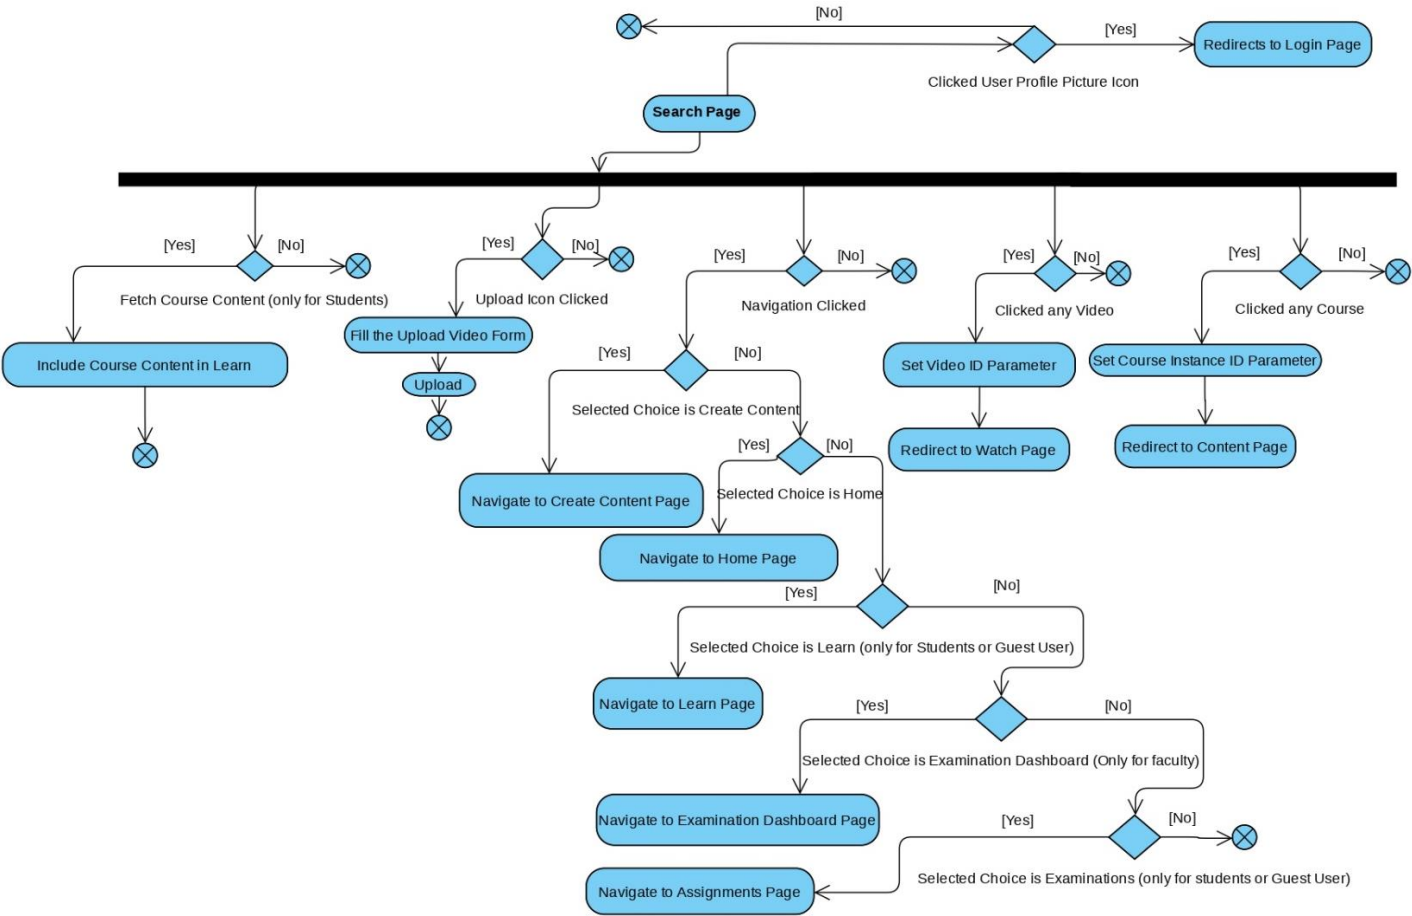 [No]
[Yes]
Redirects to Login Page
Clicked User Profile Picture Icon
Search Page
[Yes]
[No]
Fetch Course Content (only for Students)
Include Course Content in Learn
[Yes]
[No]
Upload Icon Clicked
Fill the Upload Video Form
Upload
[Yes]
[No]
Navigation Clicked
[Yes]
[No]
Selected Choice is Create Content
Navigate to Create Content Page
[Yes]
[No]
Selected Choice is Home
Navigate to Home Page
[Yes]
[No]
Selected Choice is Learn (only for Students or Guest User)
Navigate to Learn Page
[Yes]
[No]
Selected Choice is Examination Dashboard (Only for faculty)
Navigate to Examination Dashboard Page
[Yes]
[No]
Selected Choice is Examinations (only for students or Guest User)
Navigate to Assignments Page
[Yes]
[No]
Clicked any Video
Set Video ID Parameter
Redirect to Watch Page
[Yes]
[No]
Clicked any Course
Set Course Instance ID Parameter
Redirect to Content Page